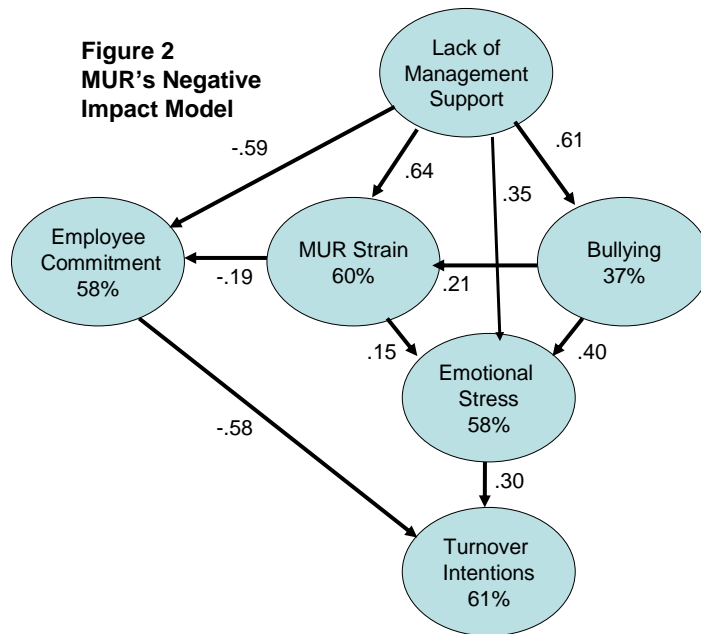 Figure 2
MUR's Negative
Impact Model
Lack of
Management
Support
-.59
.64
.35
.61
Employee
Commitment
58%
MUR Strain
60%
Bullying
37%
-.19
.21
.15
.40
Emotional
Stress
58%
-.58
.30
Turnover
Intentions
61%